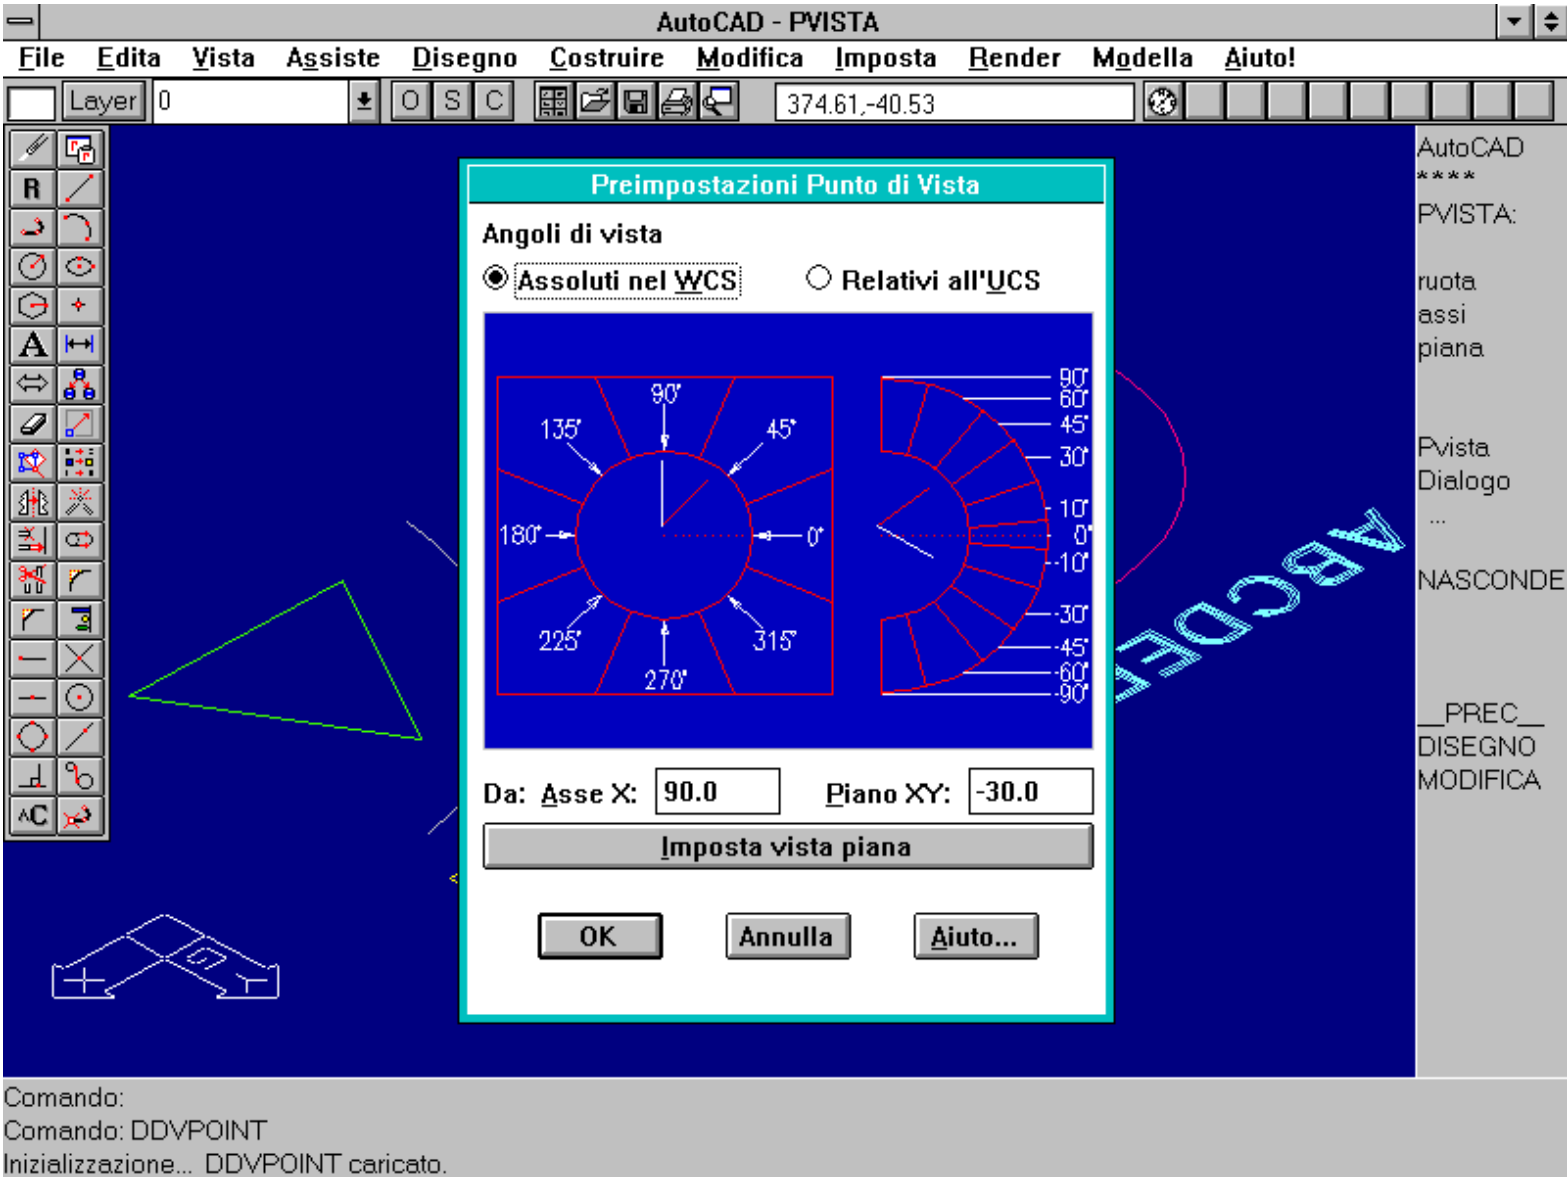 AutoCAD - PVISTA
File Edita Vista Assiste Disegno Costruire Modifica Imposta Render Modella Aiuto!
Layer 0 O S C 374.61,-40.53
R
A
AC
AutoCAD
****
PVISTA:
ruota
assi
piana
Pvista
Dialogo
...
NASCONDE
__PREC__
DISEGNO
MODIFICA
Preimpostazioni Punto di Vista
Angoli di vista
Assoluti nel WCS Relativi all'UCS
90°
135° 45°
180° 0°
225° 315°
270°
90°
60°
45°
30°
10°
0°
-10°
-30°
-45°
-60°
-90°
Da: Asse X: 90.0 Piano XY: -30.0
Imposta vista piana
OK Annulla Aiuto...
ABCDEF
Comando:
Comando: DDVPOINT
Inizializzazione... DDVPOINT caricato.